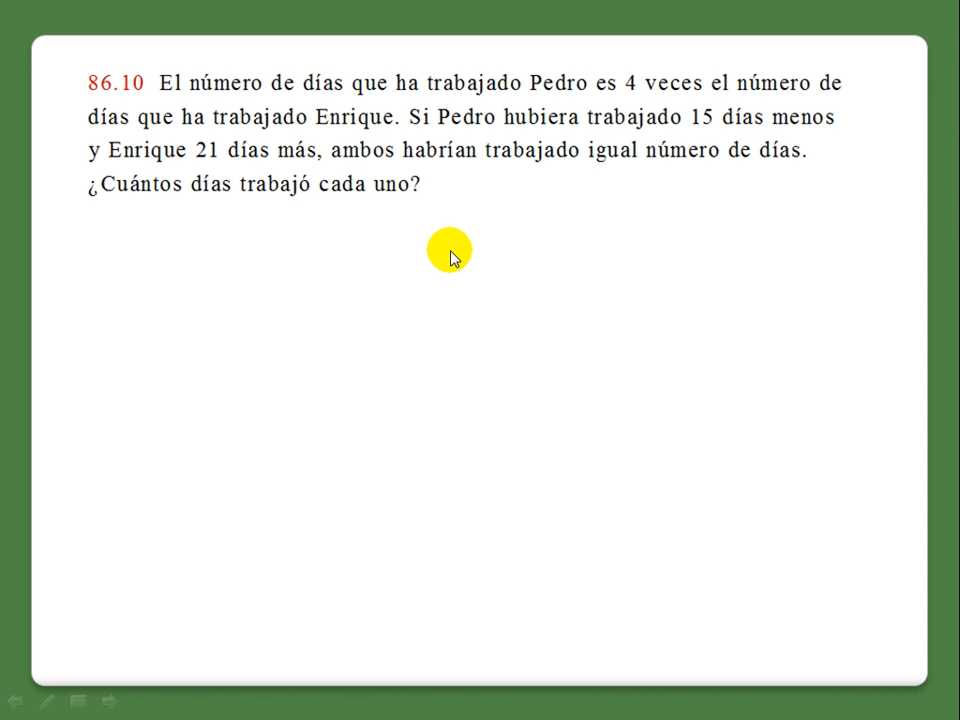 86.10 El número de días que ha trabajado Pedro es 4 veces el número de
días que ha trabajado Enrique. Si Pedro hubiera trabajado 15 días menos
y Enrique 21 días más, ambos habrían trabajado igual número de días.
¿Cuántos días trabajó cada uno?